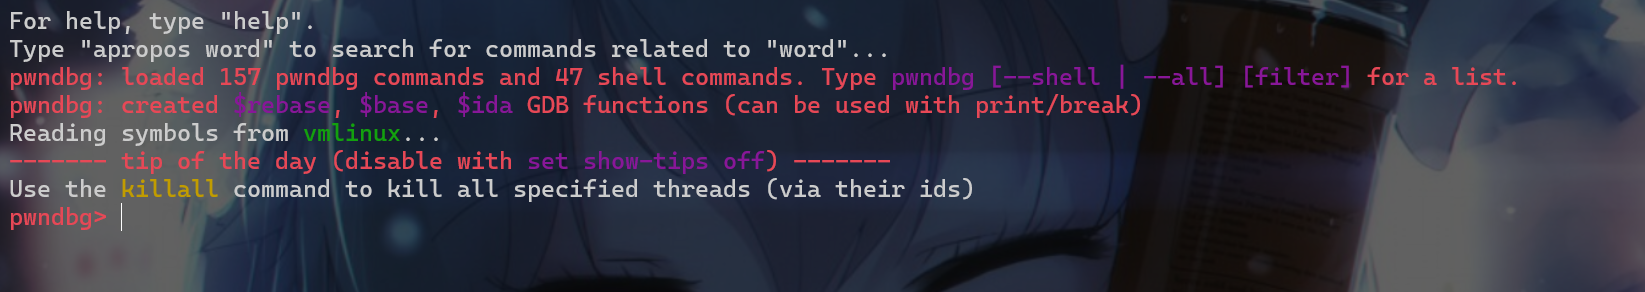 For help, type "help".
Type "apropos word" to search for commands related to "word"...
pwndbg: loaded 157 pwndbg commands and 47 shell commands. Type pwndbg [--shell | --all] [filter] for a list.
pwndbg: created $rebase, $base, $ida GDB functions (can be used with print/break)
Reading symbols from vmlinux...
------- tip of the day (disable with set show-tips off) -------
Use the killall command to kill all specified threads (via their ids)
pwndbg>